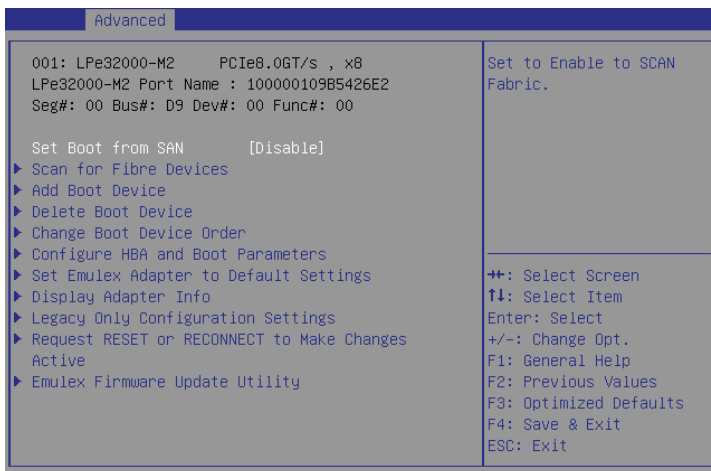 Advanced
001: LPe32000-M2 PCIe8.0GT/s , x8
LPe32000-M2 Port Name : 100000109B5426E2
Seg#: 00 Bus#: D9 Dev#: 00 Func#: 00
Set Boot from SAN [Disable]
Scan for Fibre Devices
Add Boot Device
Delete Boot Device
Change Boot Device Order
Configure HBA and Boot Parameters
Set Emulex Adapter to Default Settings
Display Adapter Info
Legacy Only Configuration Settings
Request RESET or RECONNECT to Make Changes
Active
Emulex Firmware Update Utility
Set to Enable to SCAN
Fabric.
→←: Select Screen
↑↓: Select Item
Enter: Select
+/-: Change Opt.
F1: General Help
F2: Previous Values
F3: Optimized Defaults
F4: Save & Exit
ESC: Exit